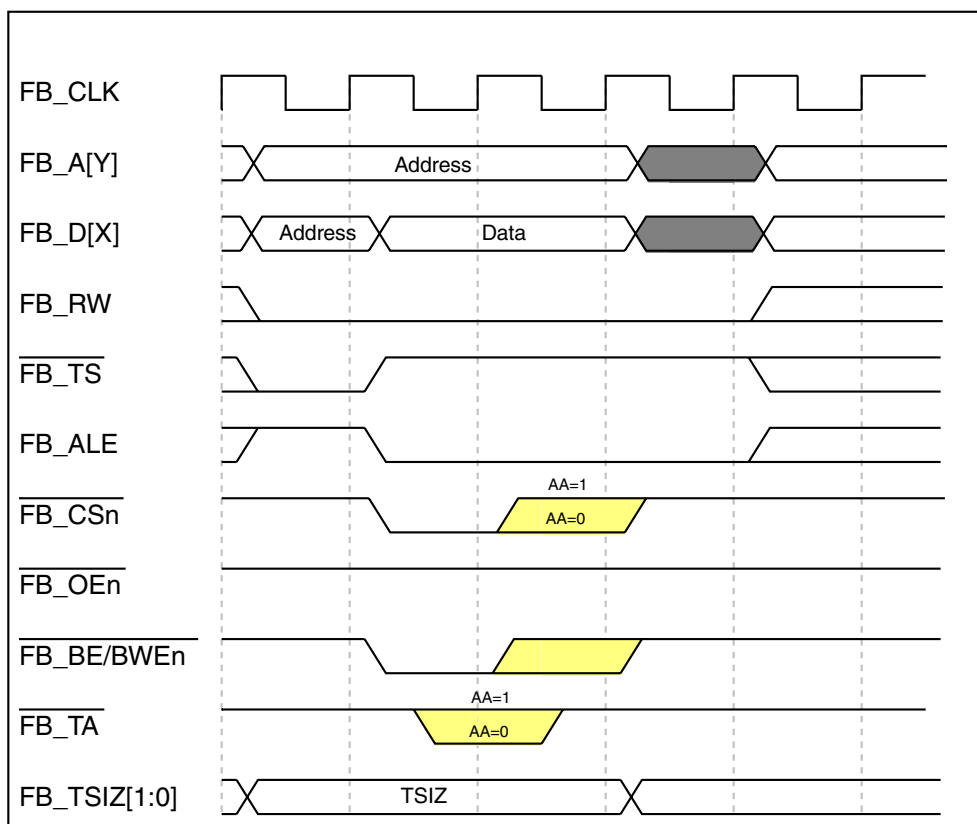 FB_CLK
FB_A[Y]
Address
FB_D[X]
Address
Data
FB_RW
FB_TS
FB_ALE
AA=1
FB_CSn
AA=0
FB_OEn
FB_BE/BWEn
AA=1
FB_TA
AA=0
FB_TSIZ[1:0]
TSIZ